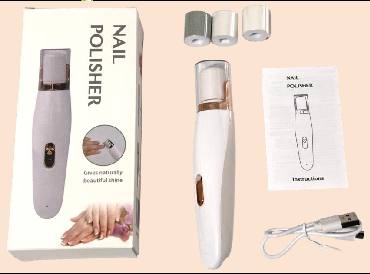 NAIL
POLISHER
Gives naturally
beautiful shine
NAIL
POLISHER
Instructions